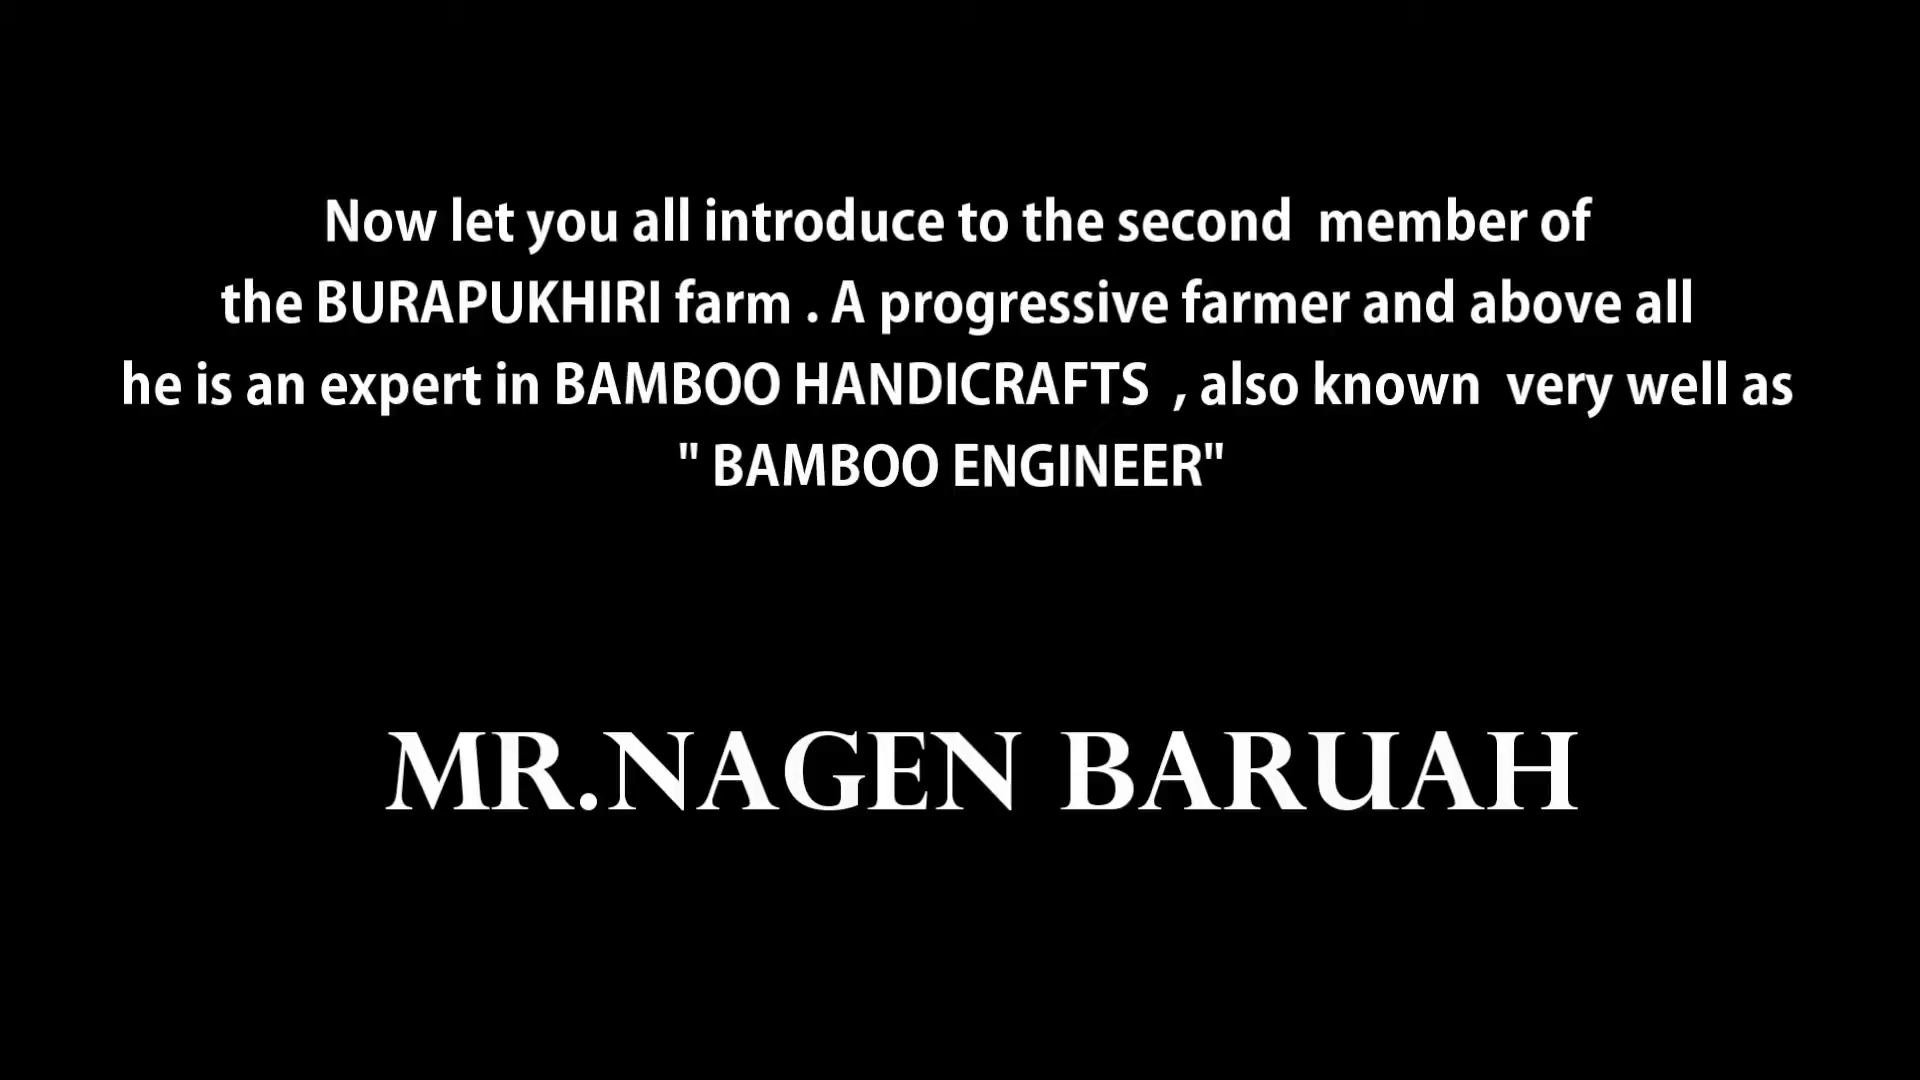 Now let you all introduce to the second  member of
the BURAPUKHIRI farm . A progressive farmer and above all
he is an expert in BAMBOO HANDICRAFTS  , also known  very well as
" BAMBOO ENGINEER"
MR.NAGEN BARUAH